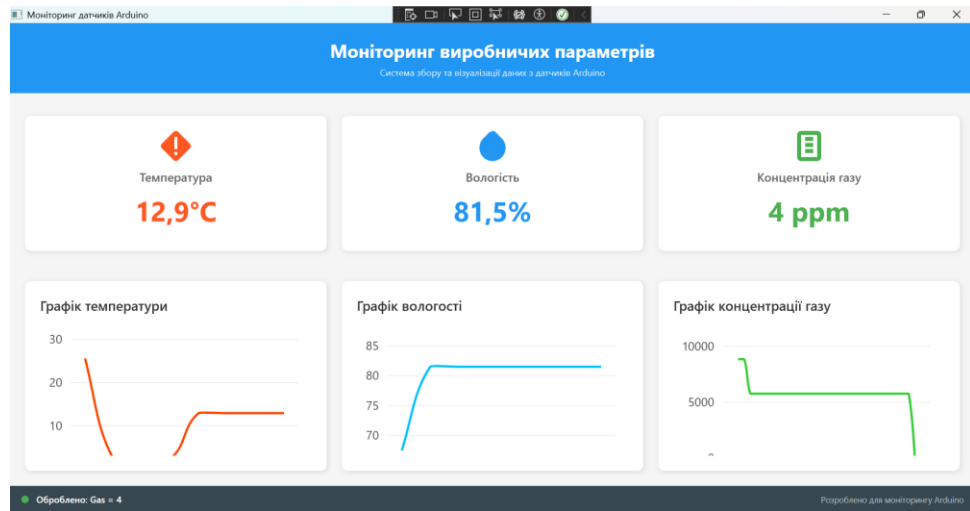 Моніторинг датчиків Arduino
Моніторинг виробничих параметрів
Система збору та візуалізації даних з датчиків Arduino
Температура
12,9°C
Вологість
81,5%
Концентрація газу
4 ppm
Графік температури
30
20
10
Графік вологості
85
80
75
70
Графік концентрації газу
10000
5000
Оброблено: Gas = 4
Розроблено для моніторингу Arduino